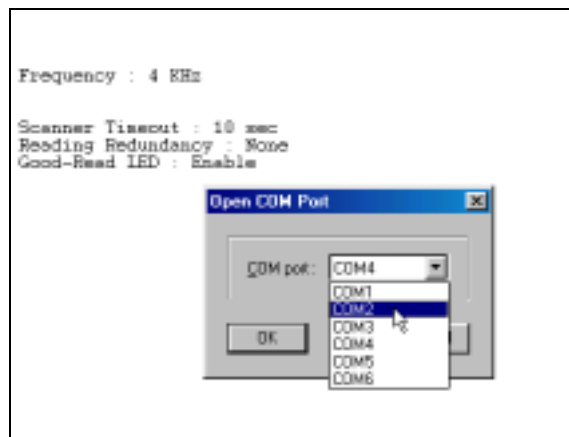 Frequency : 4 KHz
Scanner Timeout : 10 sec
Reading Redundancy : None
Good-Read LED : Enable
Open COM Port
COM port: COM4
COM1
COM2
COM3
OK
COM4
COM5
COM6